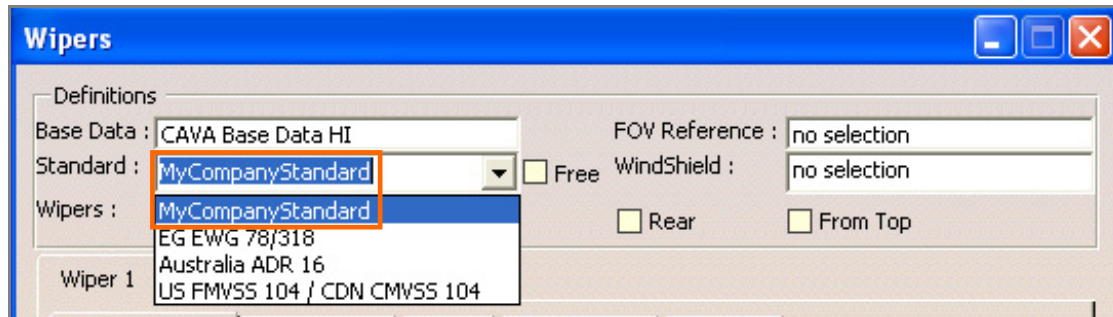 Wipers
Definitions
Base Data : CAVA Base Data HI FOV Reference : no selection
Standard : MyCompanyStandard Free WindShield : no selection
Wipers : MyCompanyStandard Rear From Top
EG EWG 78/318
Australia ADR 16
Wiper 1
US FMVSS 104 / CDN CMVSS 104